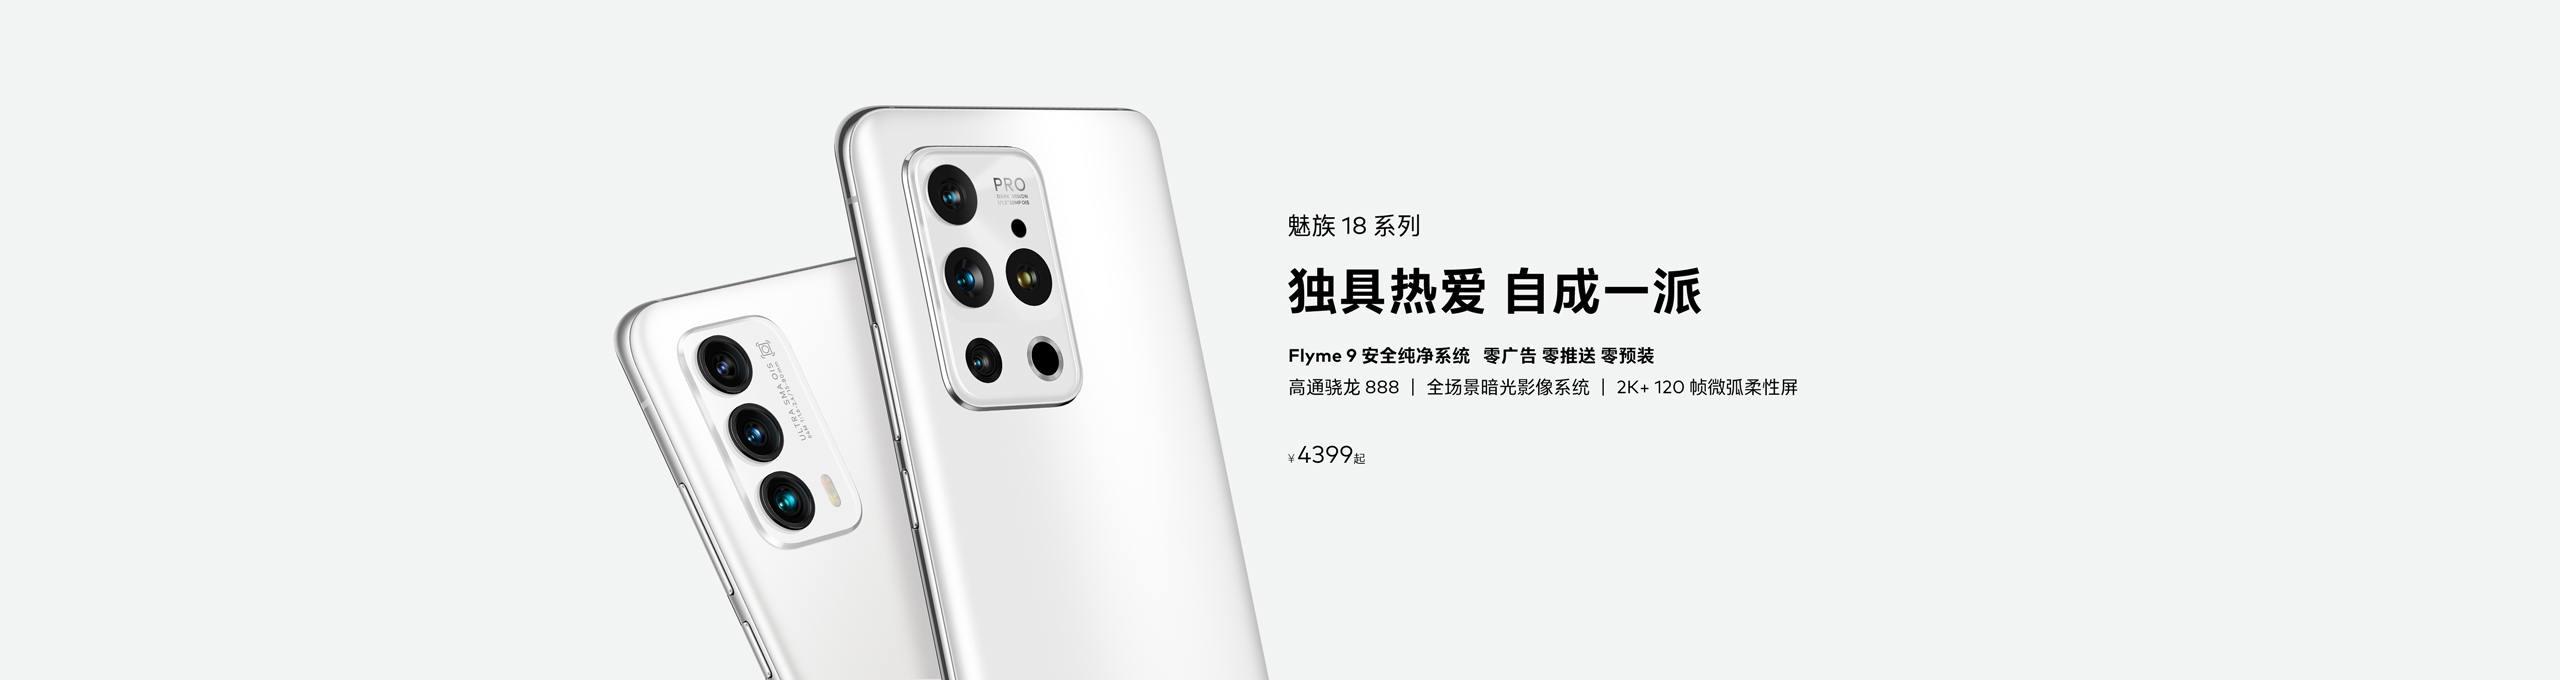 魅族 18 系列
独具热爱 自成一派
Flyme 9 安全纯净系统 零广告 零推送 零预装
高通骁龙 888 | 全场景暗光影像系统 | 2K+ 120 帧微弧柔性屏
¥4399起
PRO
DARK VISION
ULTRA SMA OIS